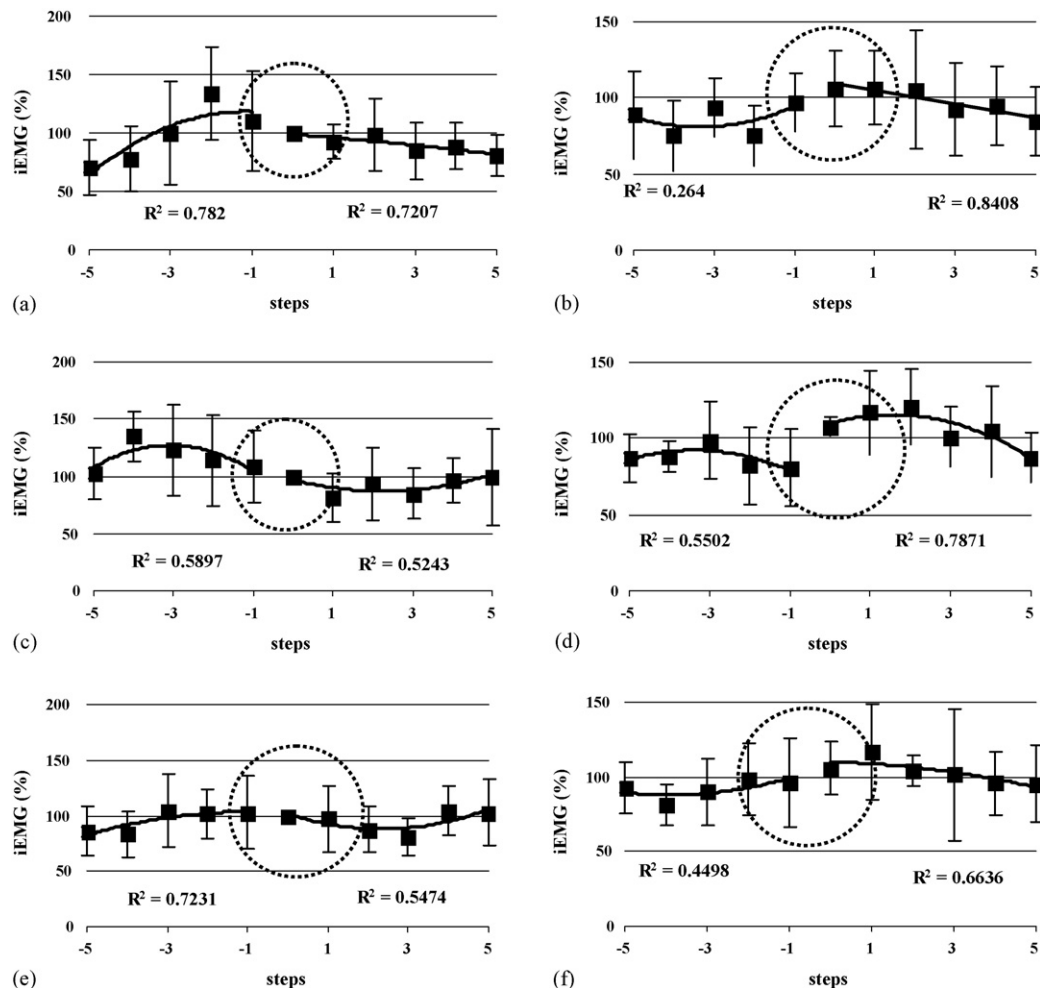 200
150
100
50
0
iEMG (%)
R² = 0.782
R² = 0.7207
-5 -3 -1 1 3 5
steps
(a)
150
100
50
0
iEMG (%)
R² = 0.264
R² = 0.8408
-5 -3 -1 1 3 5
steps
(b)
200
150
100
50
0
iEMG (%)
R² = 0.5897
R² = 0.5243
-5 -3 -1 1 3 5
steps
(c)
150
100
50
0
iEMG (%)
R² = 0.5502
R² = 0.7871
-5 -3 -1 1 3 5
steps
(d)
200
150
100
50
0
iEMG (%)
R² = 0.7231
R² = 0.5474
-5 -3 -1 1 3 5
steps
(e)
150
100
50
0
iEMG (%)
R² = 0.4498
R² = 0.6636
-5 -3 -1 1 3 5
steps
(f)